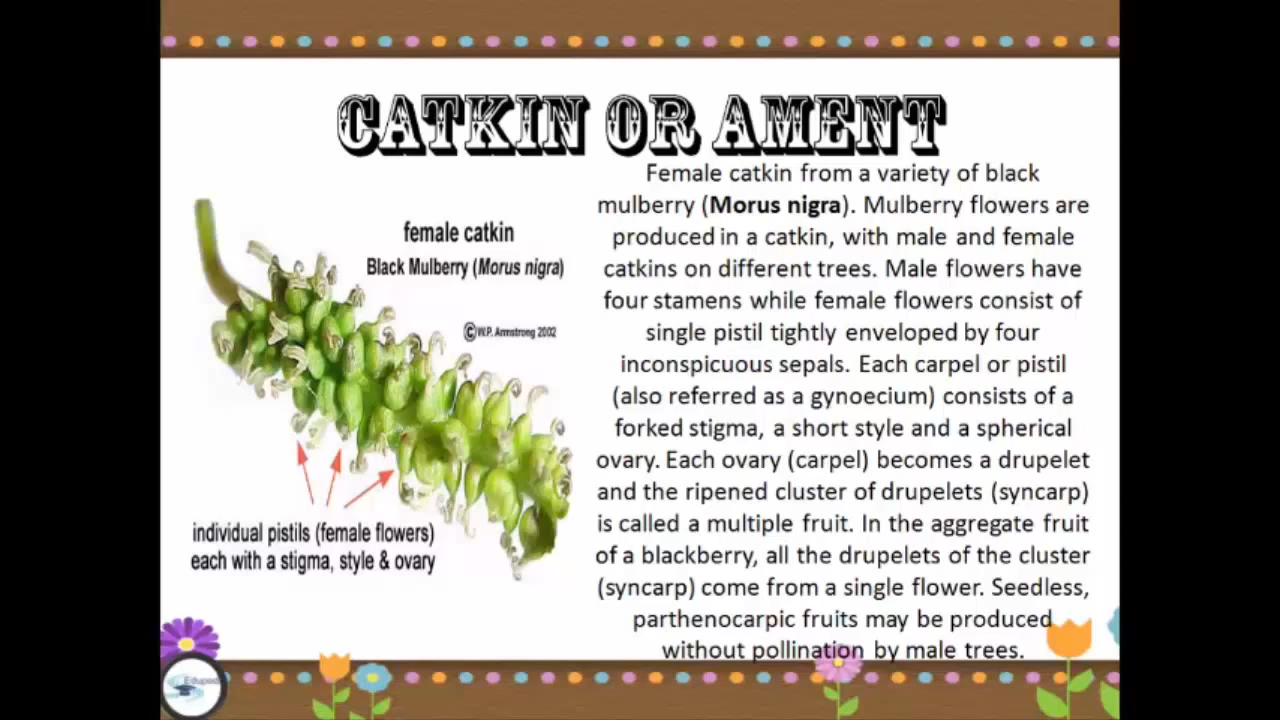 CATKIN OR AMENT
Female catkin from a variety of black
mulberry (Morus nigra). Mulberry flowers are
produced in a catkin, with male and female
catkins on different trees. Male flowers have
four stamens while female flowers consist of
single pistil tightly enveloped by four
inconspicuous sepals. Each carpel or pistil
(also referred as a gynoecium) consists of a
forked stigma, a short style and a spherical
ovary. Each ovary (carpel) becomes a drupelet
and the ripened cluster of drupelets (syncarp)
is called a multiple fruit. In the aggregate fruit
of a blackberry, all the drupelets of the cluster
(syncarp) come from a single flower. Seedless,
parthenocarpic fruits may be produced
without pollination by male trees.
female catkin
Black Mulberry (Morus nigra)
©W.P. Armstrong 2002
individual pistils (female flowers)
each with a stigma, style & ovary